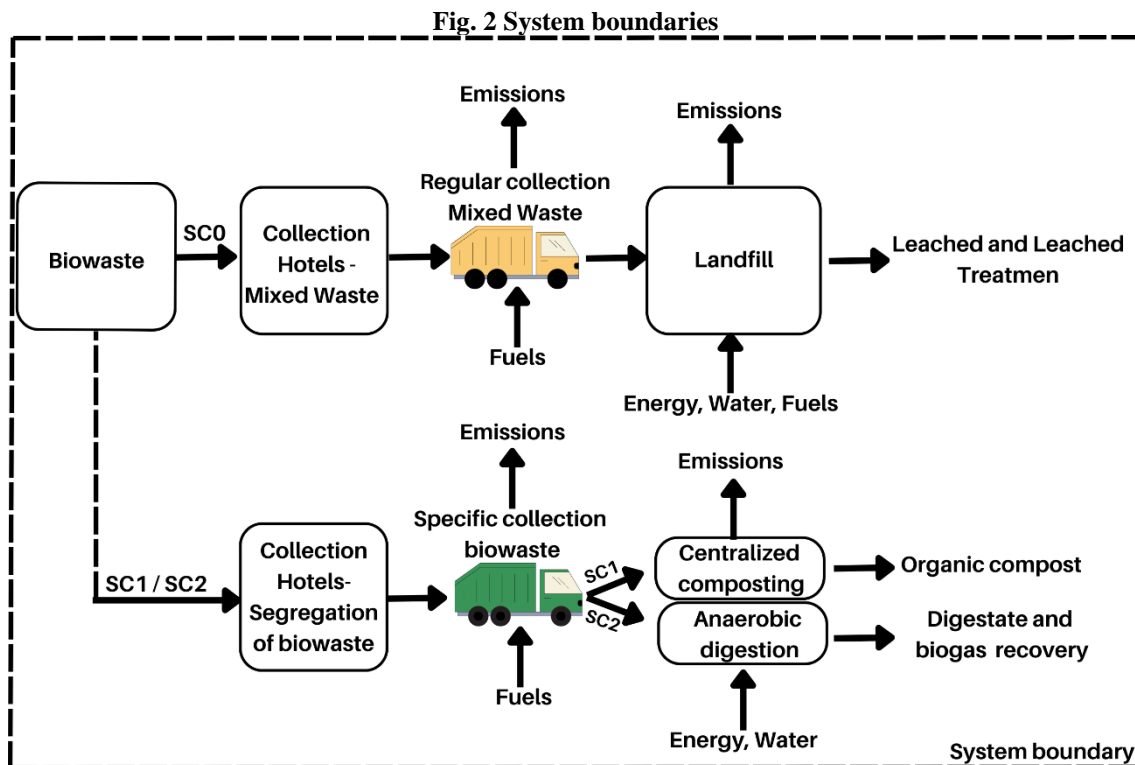 Fig. 2 System boundaries
Emissions
Emissions
Regular collection
Mixed Waste
Biowaste
SC0
Collection
Hotels -
Mixed Waste
Landfill
Leached and Leached
Treatmen
Fuels
Energy, Water, Fuels
Emissions
Emissions
Specific collection
biowaste
SC1 / SC2
Collection
Hotels-
Segregation
of biowaste
SC1
SC2
Centralized
composting
Organic compost
Anaerobic
digestion
Digestate and
biogas recovery
Fuels
Energy, Water
System boundary